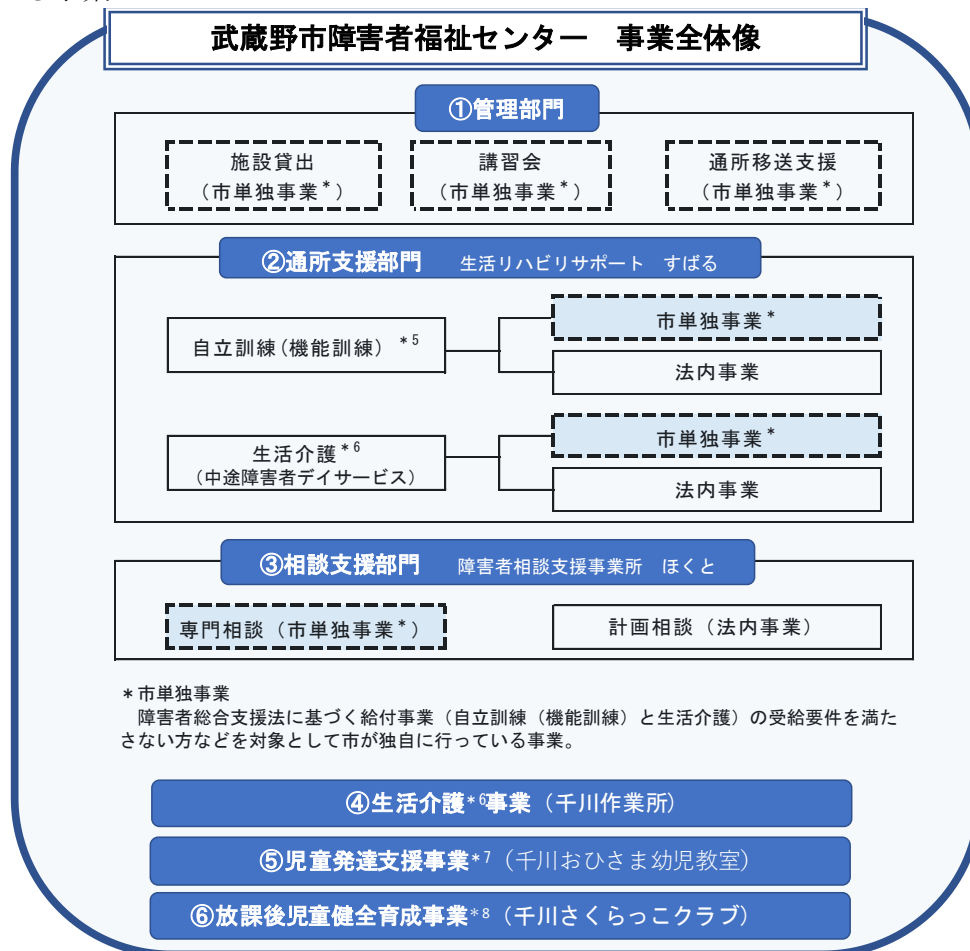 武蔵野市障害者福祉センター　事業全体像
①管理部門
施設貸出
（市単独事業*）
講習会
（市単独事業*）
通所移送支援
（市単独事業*）
②通所支援部門　生活リハビリサポート　すばる
自立訓練（機能訓練）*5
市単独事業*
法内事業
生活介護*6
（中途障害者デイサービス）
市単独事業*
法内事業
③相談支援部門　障害者相談支援事業所　ほくと
専門相談（市単独事業*）
計画相談（法内事業）
*市単独事業
障害者総合支援法に基づく給付事業（自立訓練（機能訓練）と生活介護）の受給要件を満た
さない方などを対象として市が独自に行っている事業。
④生活介護*6事業（千川作業所）
⑤児童発達支援事業*7（千川おひさま幼児教室）
⑥放課後児童健全育成事業*8（千川さくらっこクラブ）